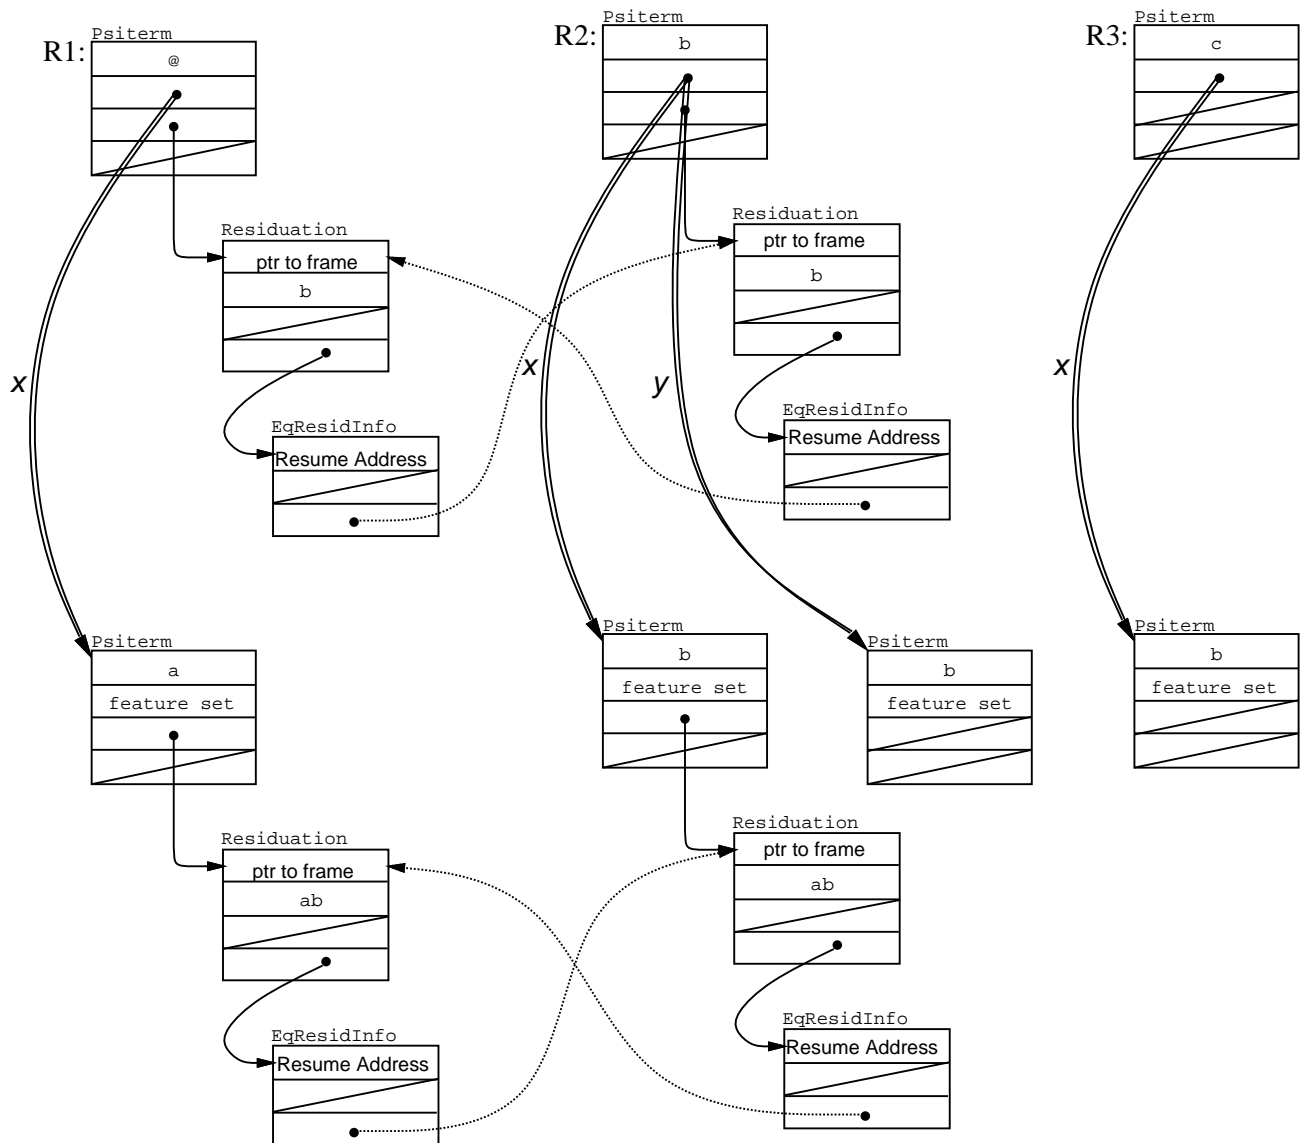 Psiterm
R1:
@
Psiterm
R2:
b
Psiterm
R3:
c
Residuation
ptr to frame
b
Residuation
ptr to frame
b
x
x
y
x
EqResidInfo
Resume Address
EqResidInfo
Resume Address
Psiterm
a
feature set
Psiterm
b
feature set
Psiterm
b
feature set
Psiterm
b
feature set
Residuation
ptr to frame
ab
Residuation
ptr to frame
ab
EqResidInfo
Resume Address
EqResidInfo
Resume Address